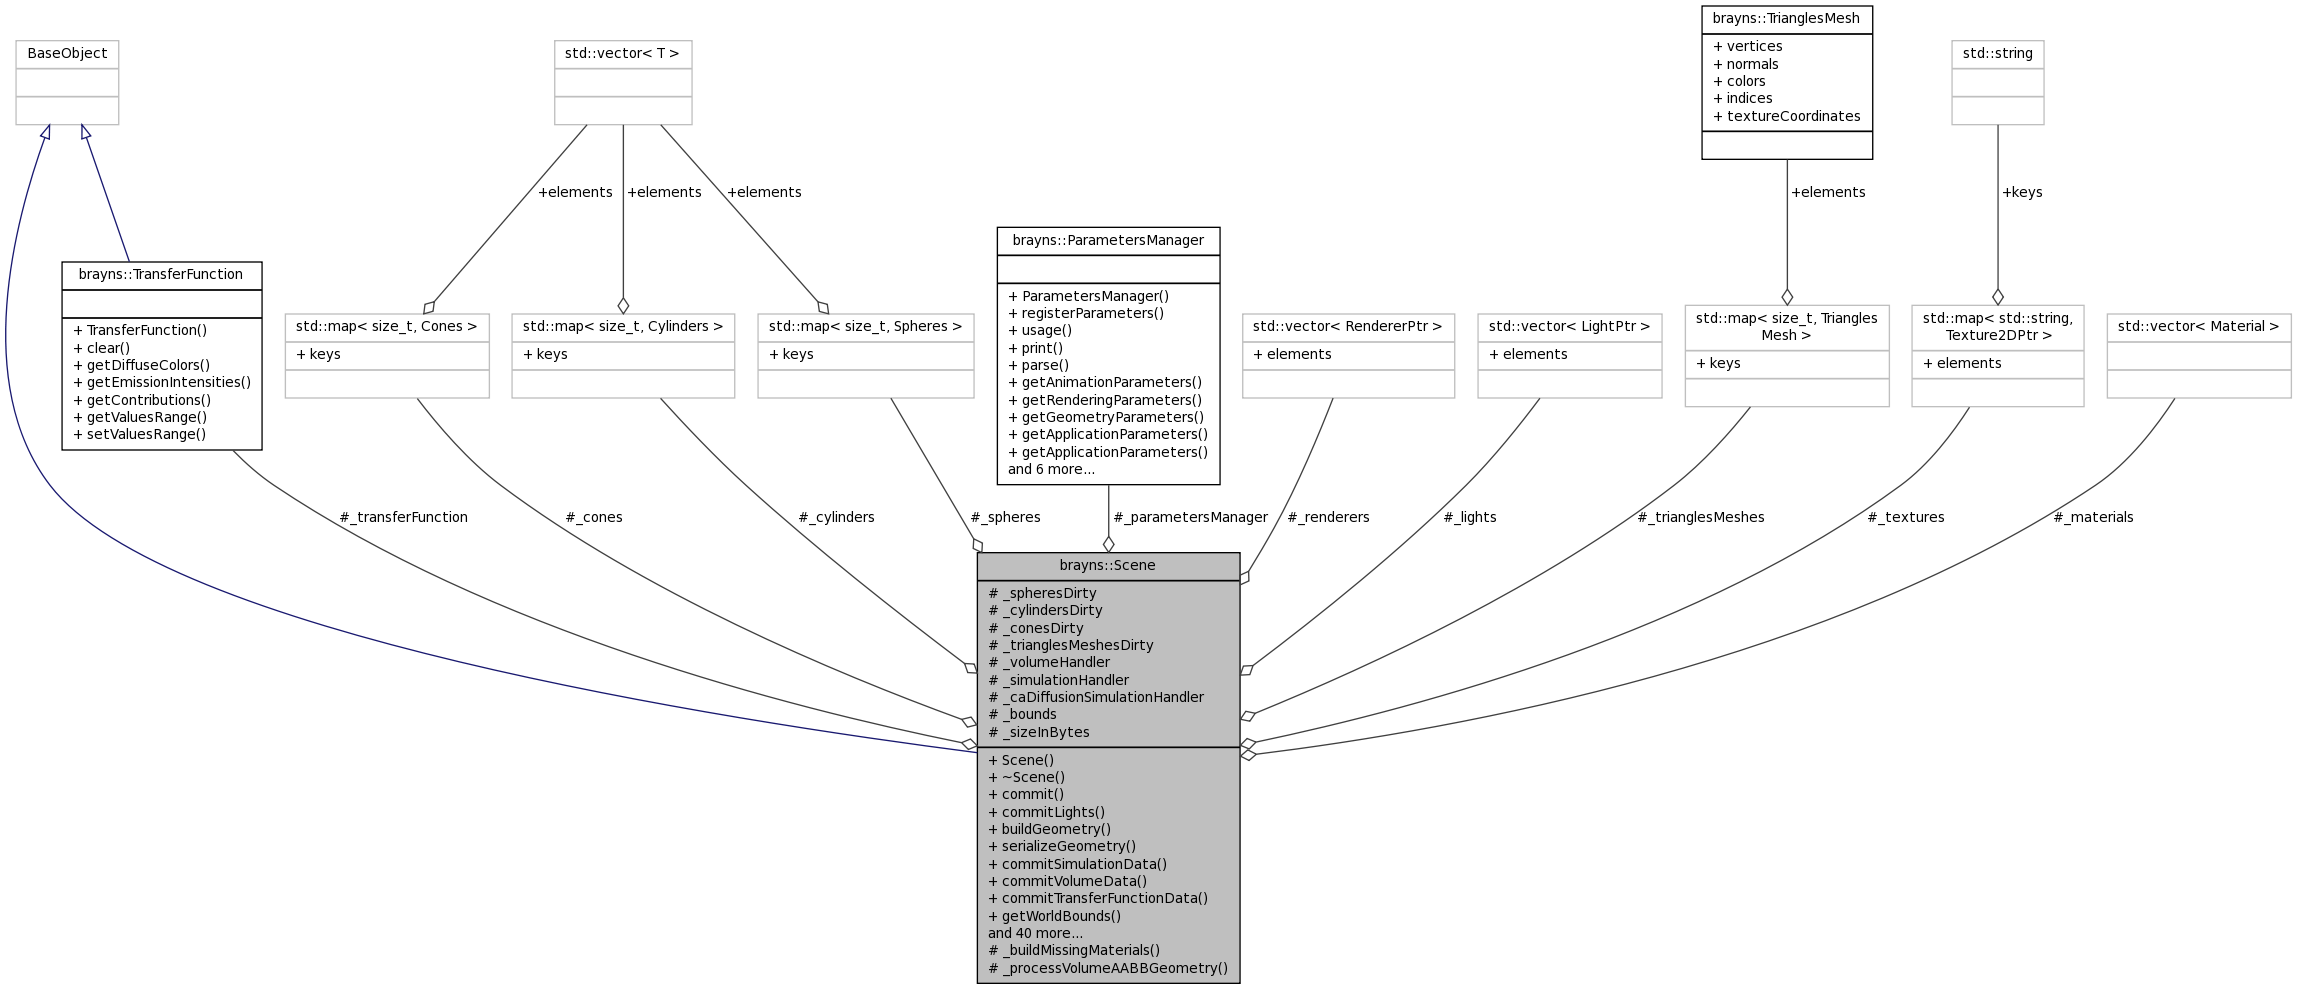 BaseObject
std::vector< T >
brayns::TrianglesMesh
+ vertices
+ normals
+ colors
+ indices
+ textureCoordinates
std::string
+elements
+elements
+elements
+elements
+keys
brayns::TransferFunction
+ TransferFunction()
+ clear()
+ getDiffuseColors()
+ getEmissionIntensities()
+ getContributions()
+ getValuesRange()
+ setValuesRange()
std::map< size_t, Cones >
+ keys
std::map< size_t, Cylinders >
+ keys
std::map< size_t, Spheres >
+ keys
brayns::ParametersManager
+ ParametersManager()
+ registerParameters()
+ usage()
+ print()
+ parse()
+ getAnimationParameters()
+ getRenderingParameters()
+ getGeometryParameters()
+ getApplicationParameters()
+ getApplicationParameters()
and 6 more...
std::vector< RendererPtr >
+ elements
std::vector< LightPtr >
+ elements
std::map< size_t, Triangles
Mesh >
+ keys
std::map< std::string,
Texture2DPtr >
+ elements
std::vector< Material >
#_transferFunction
#_cones
#_cylinders
#_spheres
#_parametersManager
#_renderers
#_lights
#_trianglesMeshes
#_textures
#_materials
brayns::Scene
# _spheresDirty
# _cylindersDirty
# _conesDirty
# _trianglesMeshesDirty
# _volumeHandler
# _simulationHandler
# _caDiffusionSimulationHandler
# _bounds
# _sizeInBytes
+ Scene()
+ ~Scene()
+ commit()
+ commitLights()
+ buildGeometry()
+ serializeGeometry()
+ commitSimulationData()
+ commitVolumeData()
+ commitTransferFunctionData()
+ getWorldBounds()
and 40 more...
# _buildMissingMaterials()
# _processVolumeAABBGeometry()